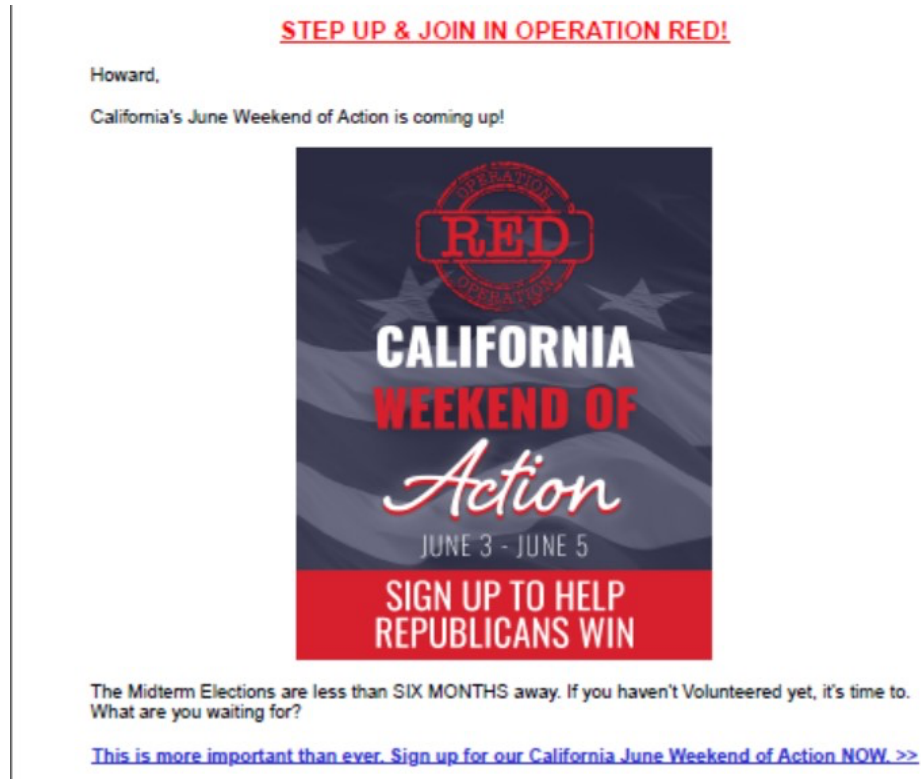 STEP UP & JOIN IN OPERATION RED!
Howard,
California's June Weekend of Action is coming up!
OPERATION
RED
OPERATION
CALIFORNIA
WEEKEND OF
Action
JUNE 3 - JUNE 5
SIGN UP TO HELP
REPUBLICANS WIN
The Midterm Elections are less than SIX MONTHS away. If you haven't Volunteered yet, it's time to.
What are you waiting for?
This is more important than ever. Sign up for our California June Weekend of Action NOW. >>